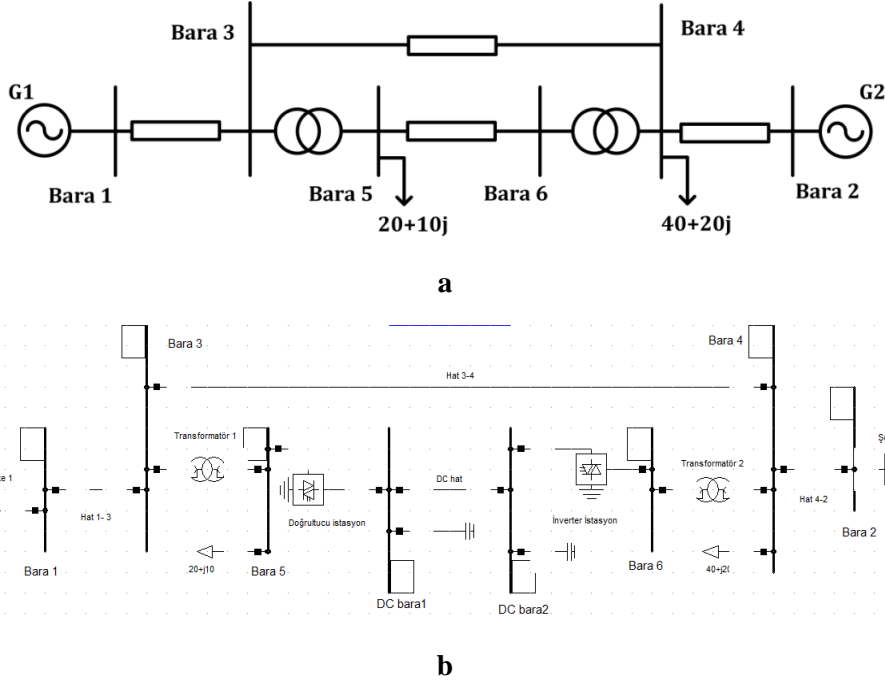 Bara 3
Bara 4
G1
G2
Bara 1
Bara 5
Bara 6
Bara 2
20+10j
40+20j
a
Bara 3
Bara 4
Hat 3-4
Transformatör 1
DC hat
Transformatör 2
Hat 1- 3
Doğrultucu istasyon
İnverter İstasyon
Hat 4-2
Bara 2
Bara 1
20+j10
Bara 5
Bara 6
DC bara1
DC bara2
b